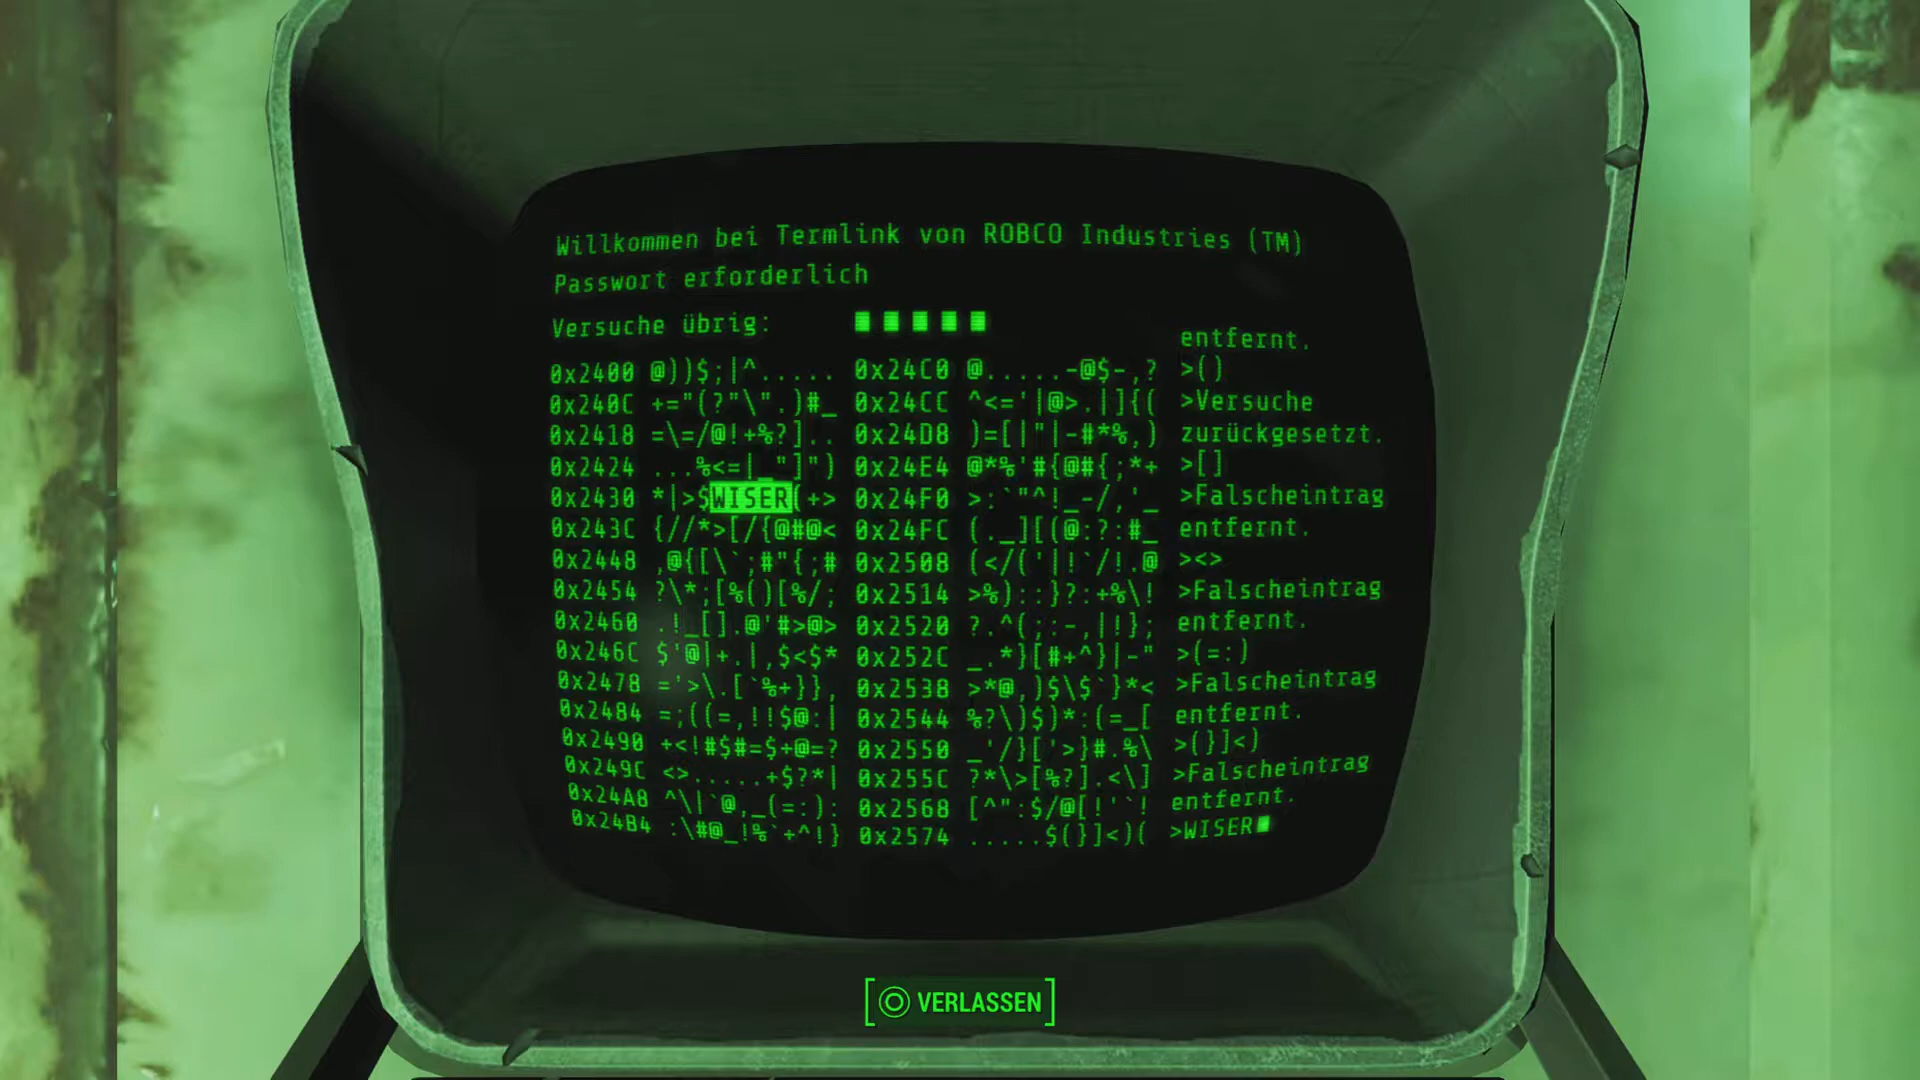 Willkommen bei Termlink von ROBCO Industries (TM)
Passwort erforderlich
Versuche übrig: ■ ■ ■ ■ ■
0x2400 @))$;|^.....
0x240C +="(?"\".)#_
0x2418 =\=/@!+%?]..
0x2424 ...%<=|_"]")
0x2430 *|>$WISER(+>
0x243C {//*>[/{@#@<
0x2448 ,@{[\`;#"{;#
0x2454 ?\*;[%()[%/;
0x2460 .!_[].@'#>@>
0x246C $'@|+.|,$<$*
0x2478 ='>\.[`%+}},
0x2484 =;((=,!!$@:|
0x2490 +<!#$#=$+@=?
0x249C <>.....+$?*|
0x24A8 ^\|`@,_(=:):
0x24B4 :\#@_!%`+^!}
0x24C0 @.....-@$-,?
0x24CC ^<='|@>.|]{(
0x24D8 )=[|"|-#*%,)
0x24E4 @*%'#{@#{;*+
0x24F0 >:`"^!_-/,'_
0x24FC (._][(@:?:#_
0x2508 (</('|!`/!.@
0x2514 >%)::}?:+%\!
0x2520 ?.^(;:-,|!};
0x252C _.*}[#+^}|-"
0x2538 >*@,)$\$`}*<
0x2544 %?\)$)*:(=_[
0x2550 _'/}['>}#.%\
0x255C ?*\>[%?].<\]
0x2568 [^":$/@[!'`!
0x2574 .....$(}]<)(
entfernt.
>()
>Versuche
zurückgesetzt.
>[]
>Falscheintrag
entfernt.
><>
>Falscheintrag
entfernt.
>(=:)
>Falscheintrag
entfernt.
>(}]<)
>Falscheintrag
entfernt.
>WISER■
VERLASSEN